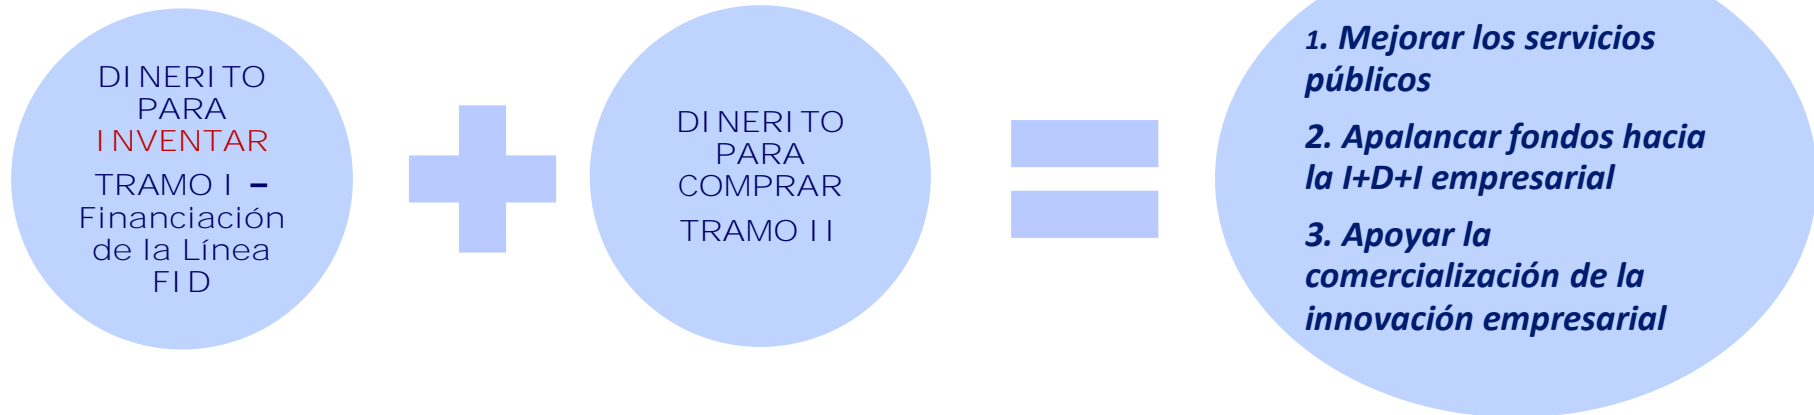 DINERITO
PARA
INVENTAR
TRAMO I –
Financiación
de la Línea
FID
DINERITO
PARA
COMPRAR
TRAMO II
1. Mejorar los servicios
públicos
2. Apalancar fondos hacia
la I+D+I empresarial
3. Apoyar la
comercialización de la
innovación empresarial